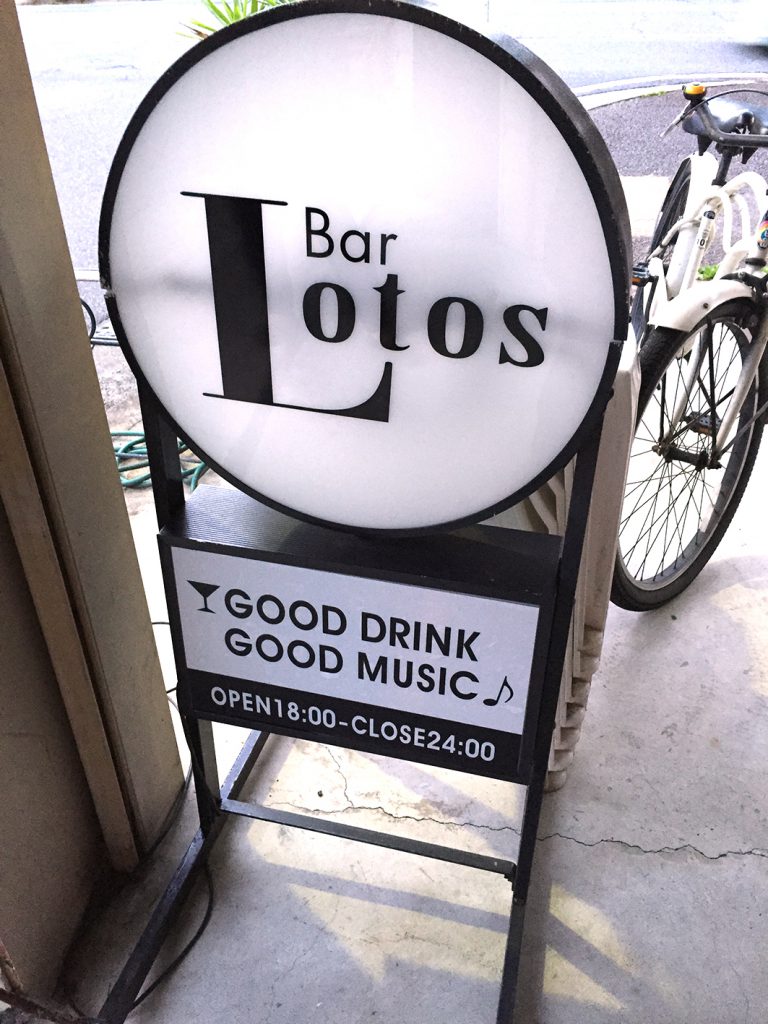 Bar
Lotos
GOOD DRINK
GOOD MUSIC
OPEN18:00-CLOSE24:00